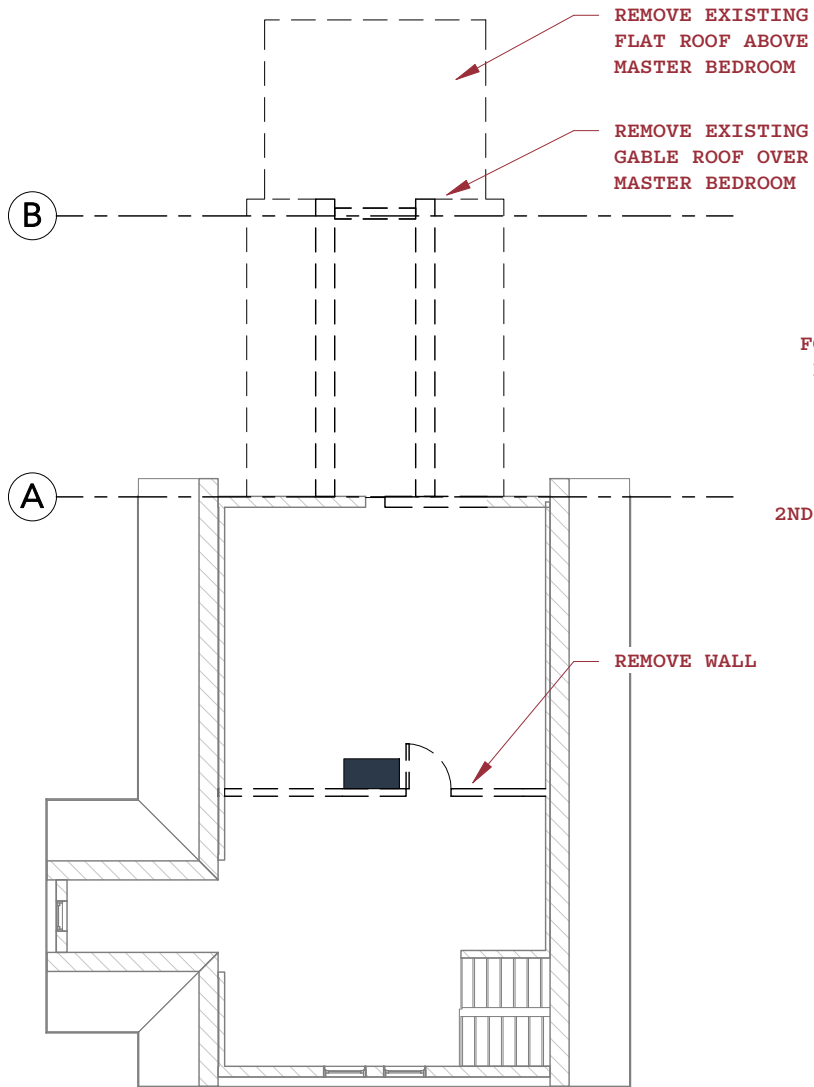 REMOVE EXISTING
FLAT ROOF ABOVE
MASTER BEDROOM
REMOVE EXISTING
GABLE ROOF OVER
MASTER BEDROOM
B
A
2ND
REMOVE WALL